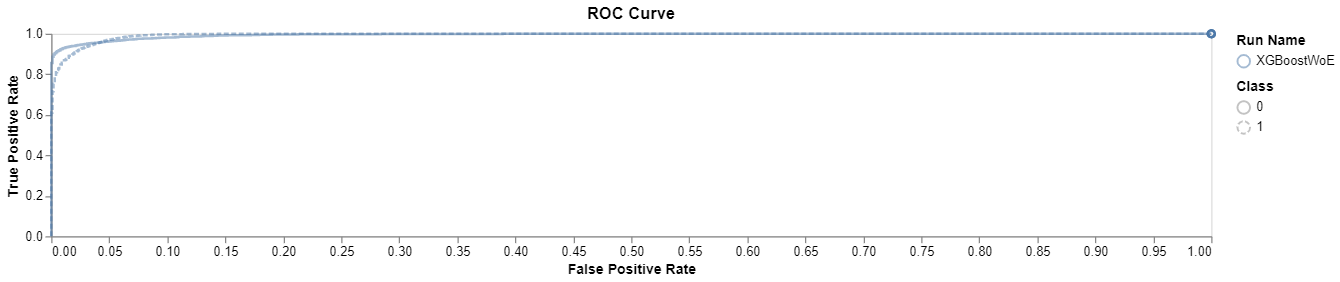 ROC Curve
True Positive Rate
1.0
0.8
0.6
0.4
0.2
0.0
0.00 0.05 0.10 0.15 0.20 0.25 0.30 0.35 0.40 0.45 0.50 0.55 0.60 0.65 0.70 0.75 0.80 0.85 0.90 0.95 1.00
False Positive Rate
Run Name
XGBoostWoE
Class
0
1